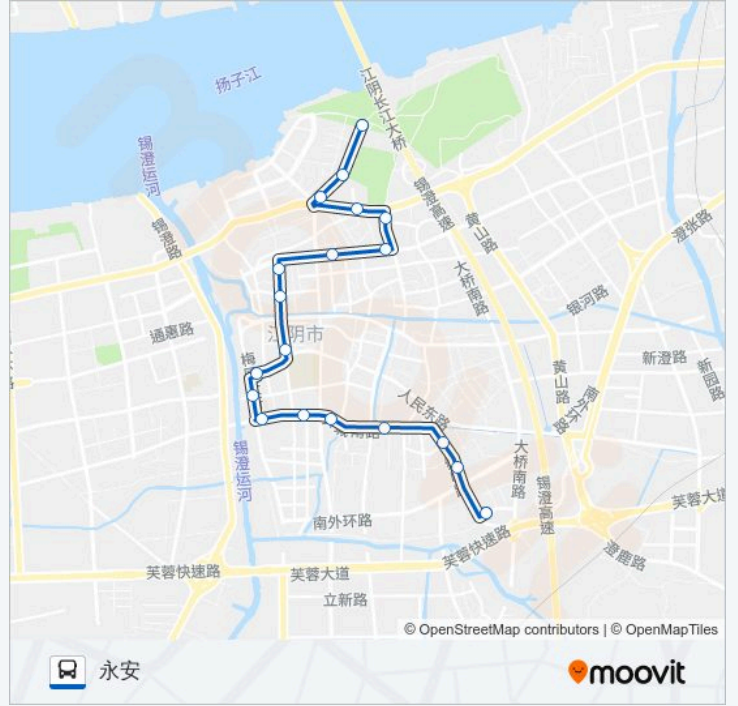 扬子江
江阴长江大桥
锡澄运河
锡澄路
锡澄高速
黄山路
澄张路
大桥南路
银河路
通惠路
江阴市
新澄路
新园路
黄山路
南外环路
梅
人民东路
锡澄运河
大桥南路
锡澄高速
芙蓉大道
南外环路
芙蓉快速路
澄鹿路
芙蓉快速路
芙蓉大道
立新路
© OpenStreetMap contributors | © OpenMapTiles
永安
moovit